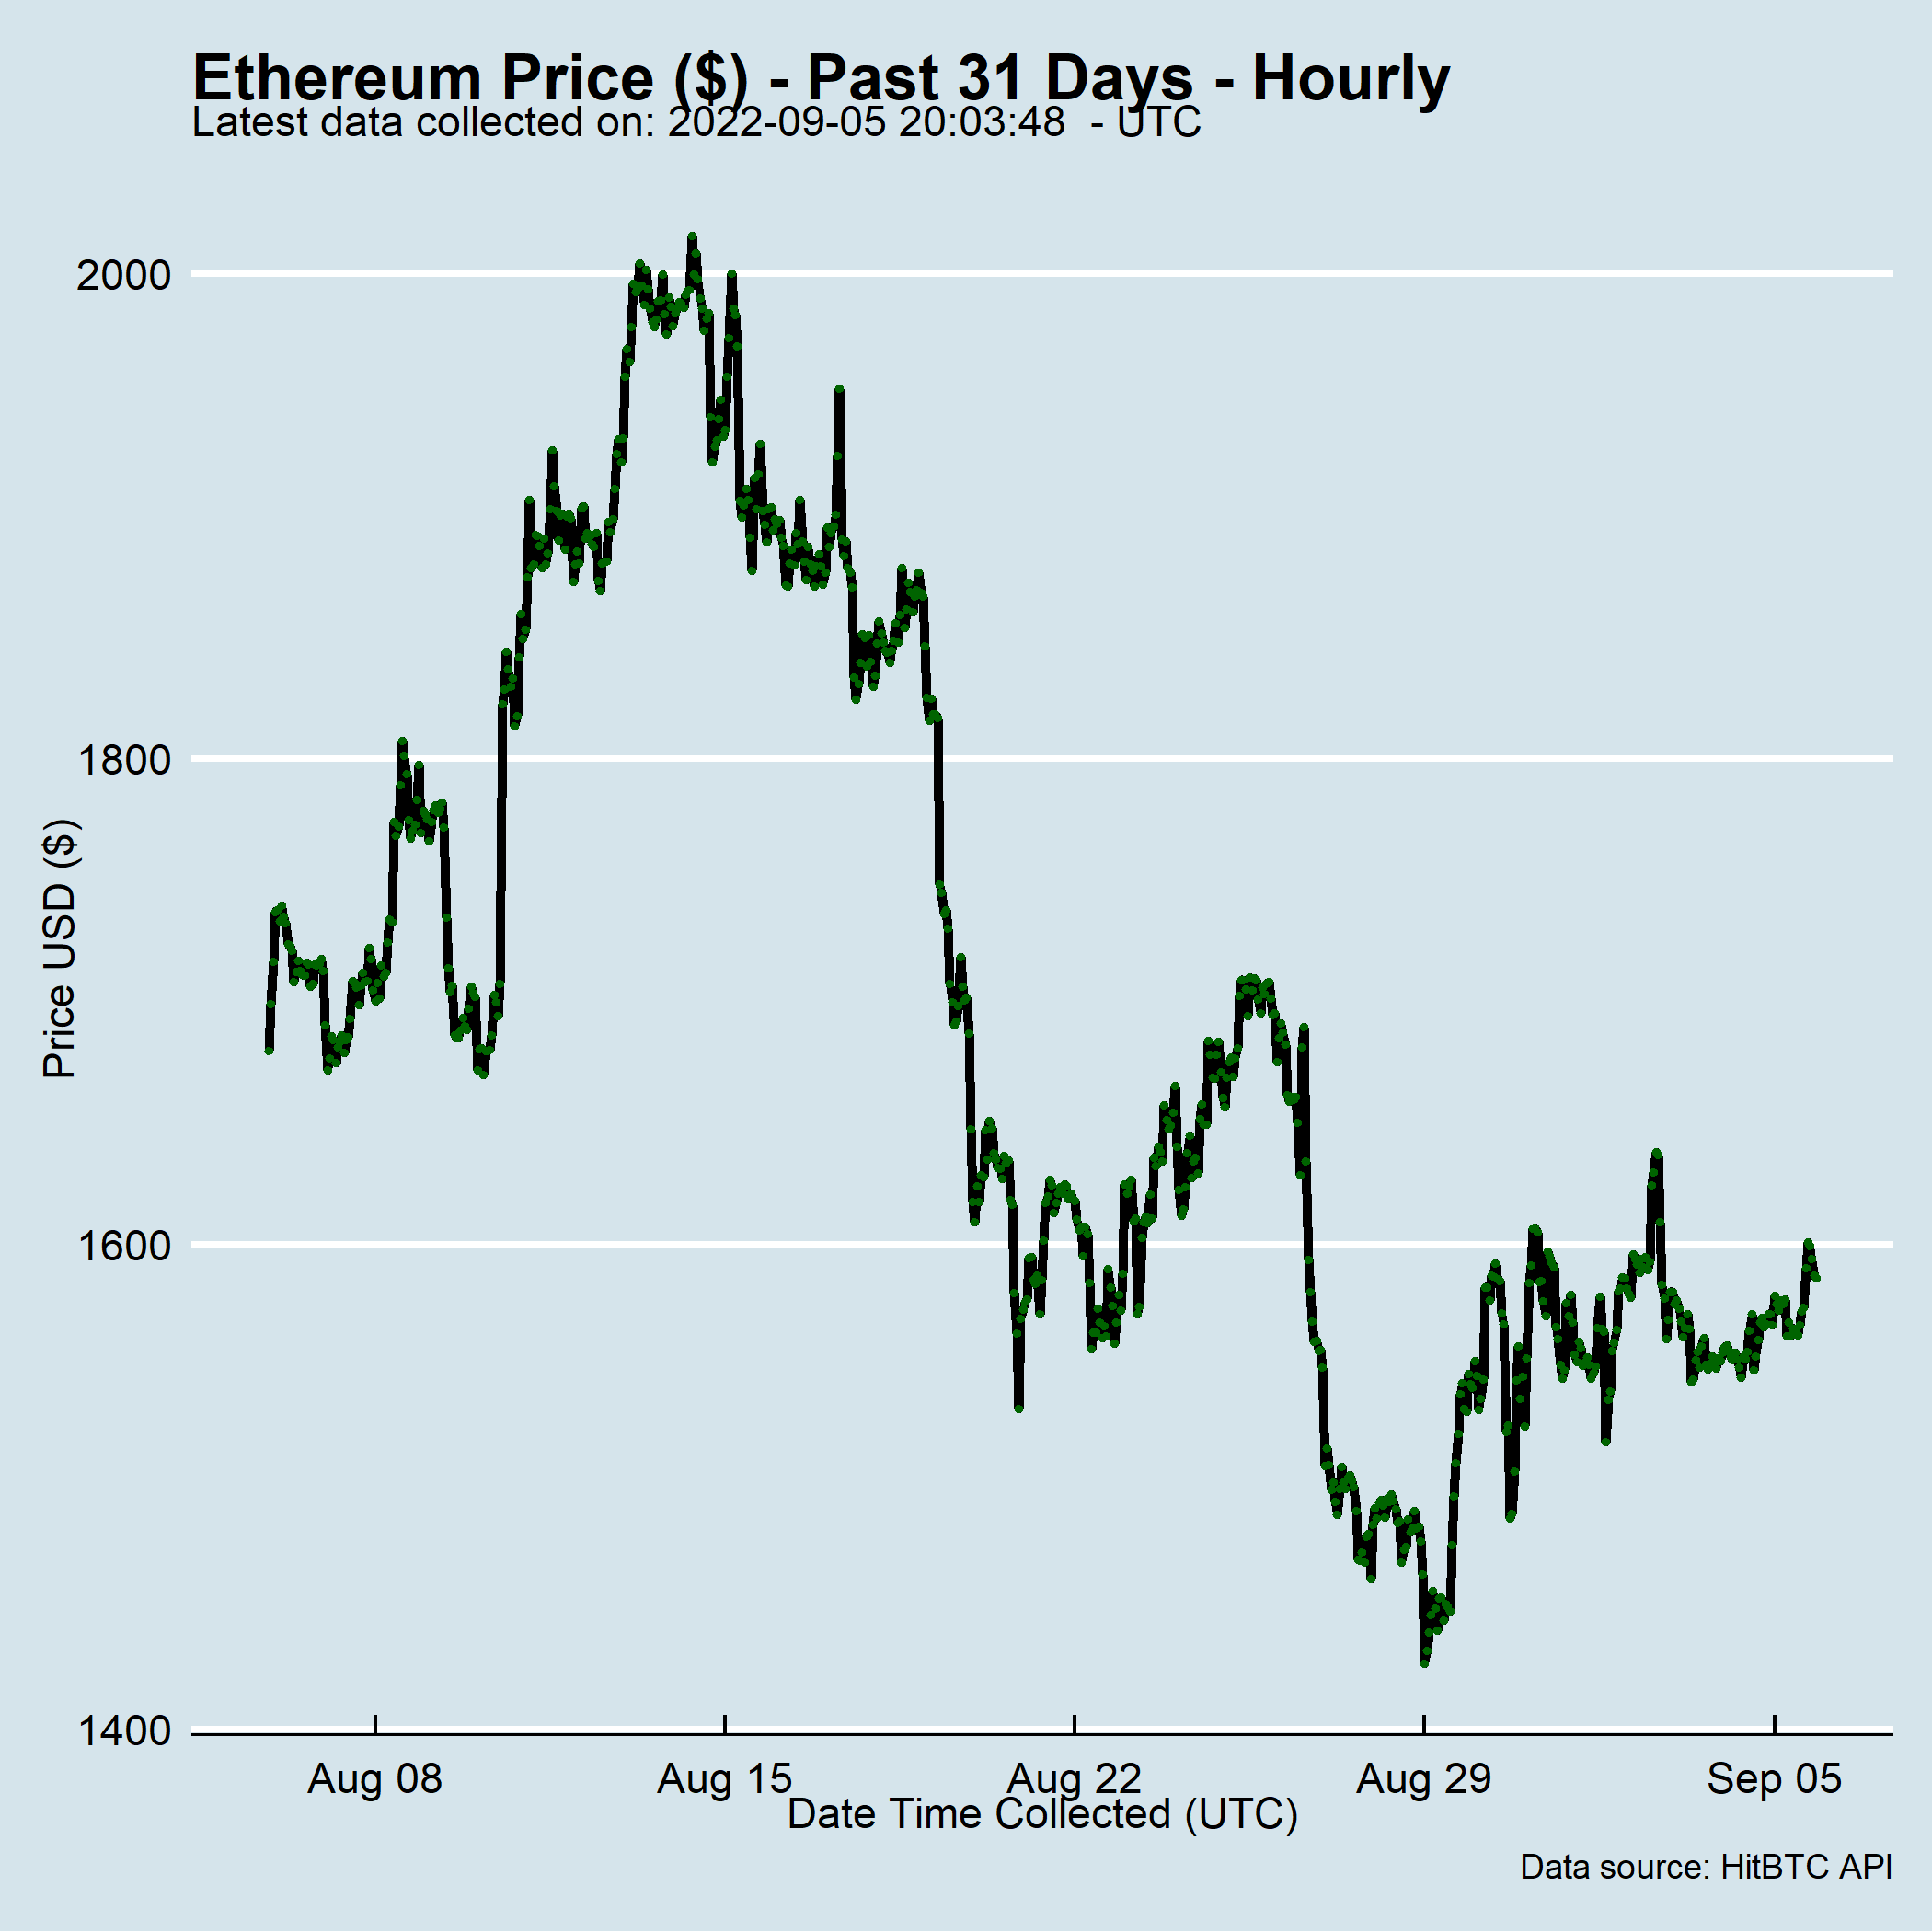 Ethereum Price ($) - Past 31 Days - Hourly
Latest data collected on: 2022-09-05 20:03:48  - UTC
2000
1800
1600
1400
Price USD ($)
Aug 08
Aug 15
Aug 22
Aug 29
Sep 05
Date Time Collected (UTC)
Data source: HitBTC API